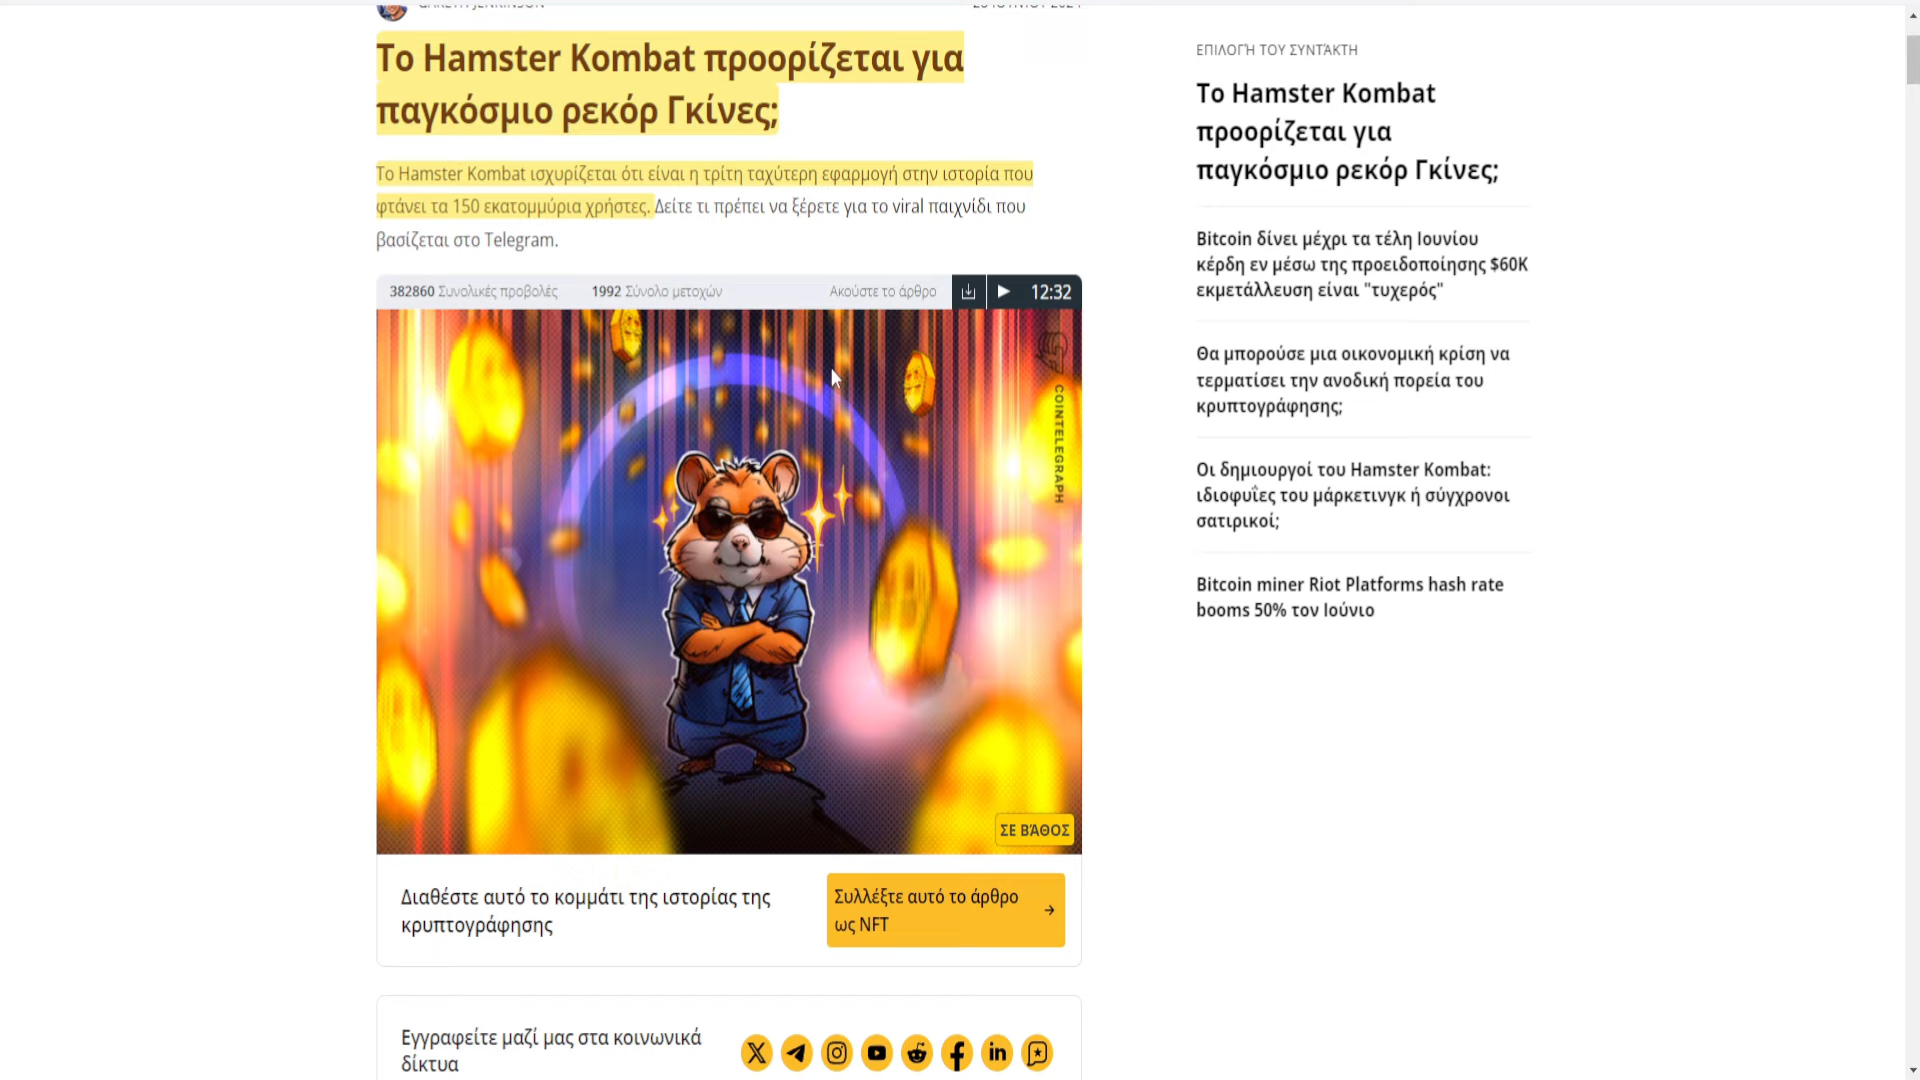 Το Hamster Kombat προορίζεται για
παγκόσμιο ρεκόρ Γκίνες;
Το Hamster Kombat ισχυρίζεται ότι είναι η τρίτη ταχύτερη εφαρμογή στην ιστορία που
φτάνει τα 150 εκατομμύρια χρήστες. Δείτε τι πρέπει να ξέρετε για το viral παιχνίδι που
βασίζεται στο Telegram.
382860 Συνολικές προβολές 1992 Σύνολο μετοχών Ακούστε το άρθρο 12:32
COINTELEGRAPH
ΣΕ ΒΆΘΟΣ
Διαθέστε αυτό το κομμάτι της ιστορίας της
κρυπτογράφησης
Συλλέξτε αυτό το άρθρο
ως NFT
Εγγραφείτε μαζί μας στα κοινωνικά
δίκτυα
ΕΠΙΛΟΓΉ ΤΟΥ ΣΥΝΤΆΚΤΗ
Το Hamster Kombat
προορίζεται για
παγκόσμιο ρεκόρ Γκίνες;
Bitcoin δίνει μέχρι τα τέλη Ιουνίου
κέρδη εν μέσω της προειδοποίησης $60K
εκμετάλλευση είναι "τυχερός"
Θα μπορούσε μια οικονομική κρίση να
τερματίσει την ανοδική πορεία του
κρυπτογράφησης;
Οι δημιουργοί του Hamster Kombat:
ιδιοφυΐες του μάρκετινγκ ή σύγχρονοι
σατιρικοί;
Bitcoin miner Riot Platforms hash rate
booms 50% τον Ιούνιο